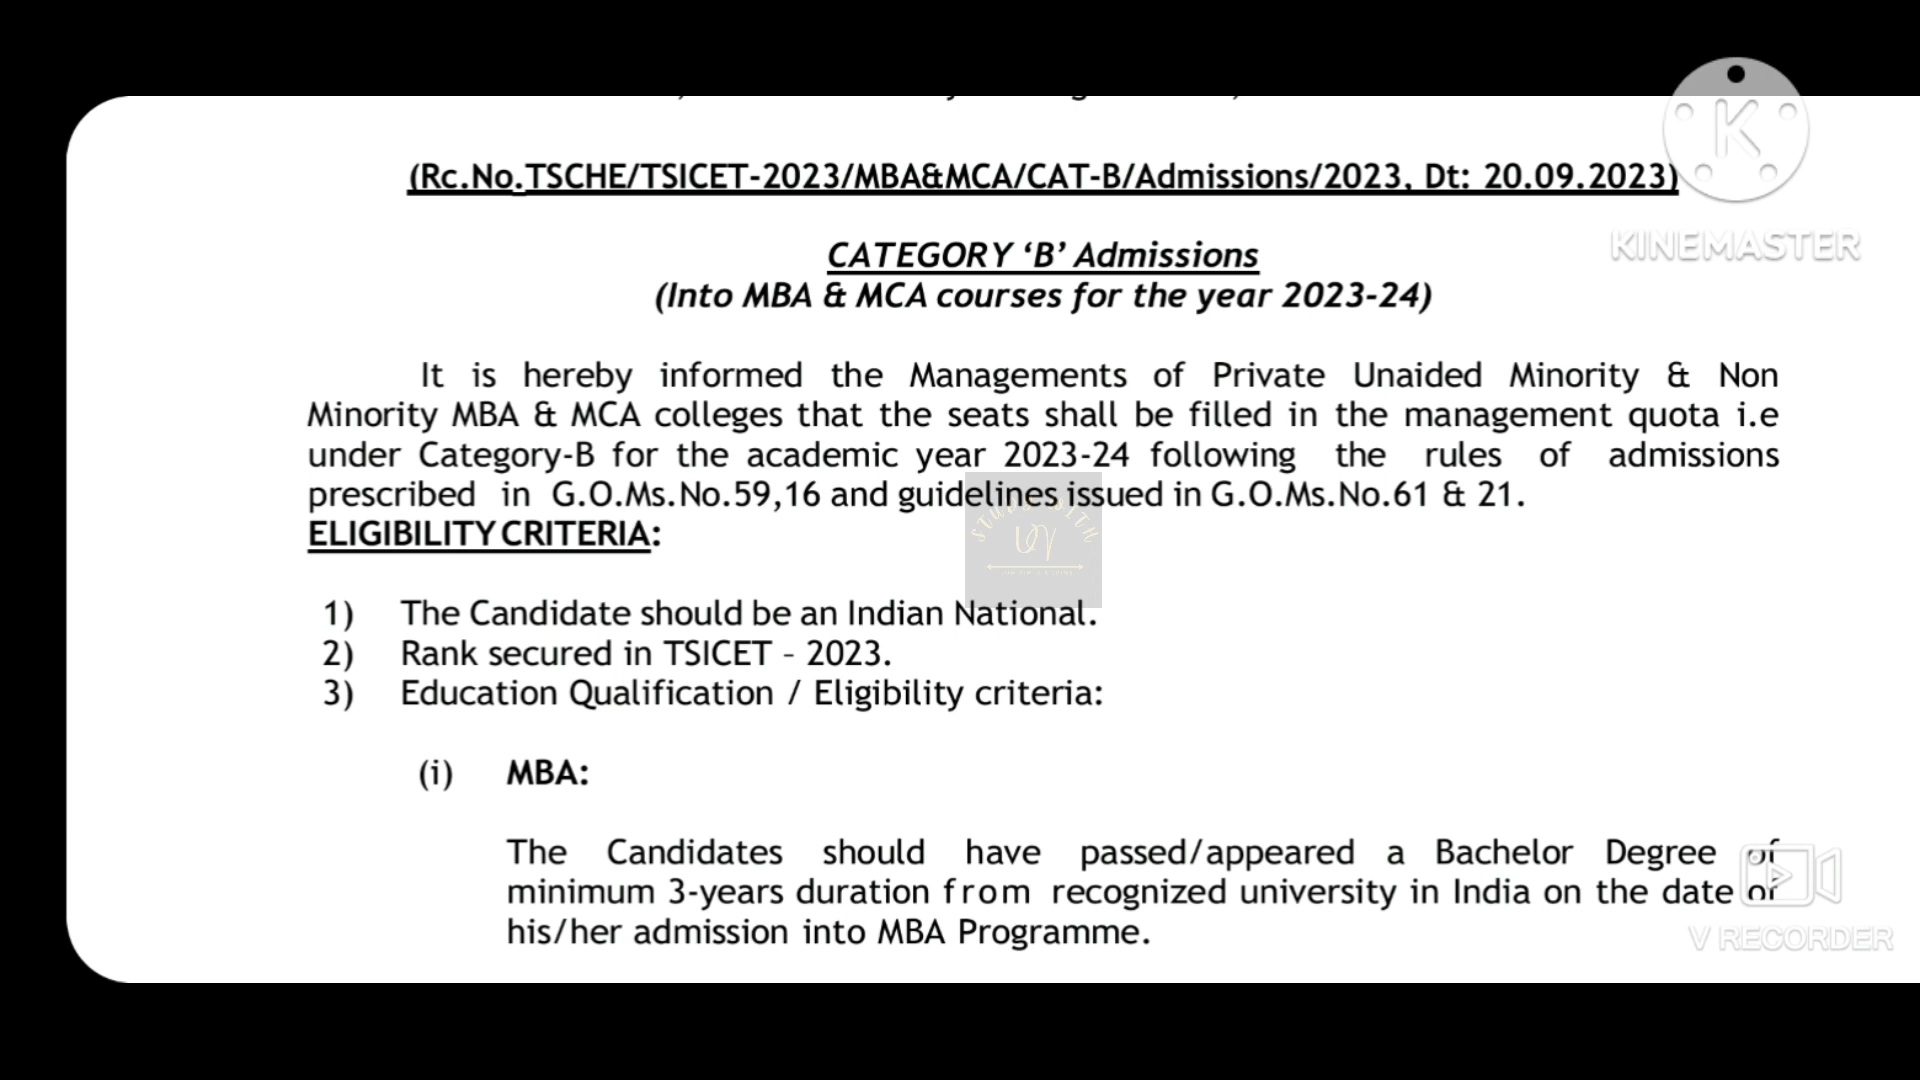 (Rc.No.TSCHE/TSICET-2023/MBA&MCA/CAT-B/Admissions/2023, Dt: 20.09.2023)
KINEMASTER
CATEGORY ‘B’ Admissions
(Into MBA & MCA courses for the year 2023-24)
It is hereby informed the Managements of Private Unaided Minority & Non
Minority MBA & MCA colleges that the seats shall be filled in the management quota i.e
under Category-B for the academic year 2023-24 following the rules of admissions
prescribed in G.O.Ms.No.59,16 and guidelines issued in G.O.Ms.No.61 & 21.
STUDY WITH
ELIGIBILITY CRITERIA:
1) The Candidate should be an Indian National.
2) Rank secured in TSICET – 2023.
3) Education Qualification / Eligibility criteria:
(i) MBA:
The Candidates should have passed/appeared a Bachelor Degree of
minimum 3-years duration from recognized university in India on the date of
his/her admission into MBA Programme.
V RECORDER